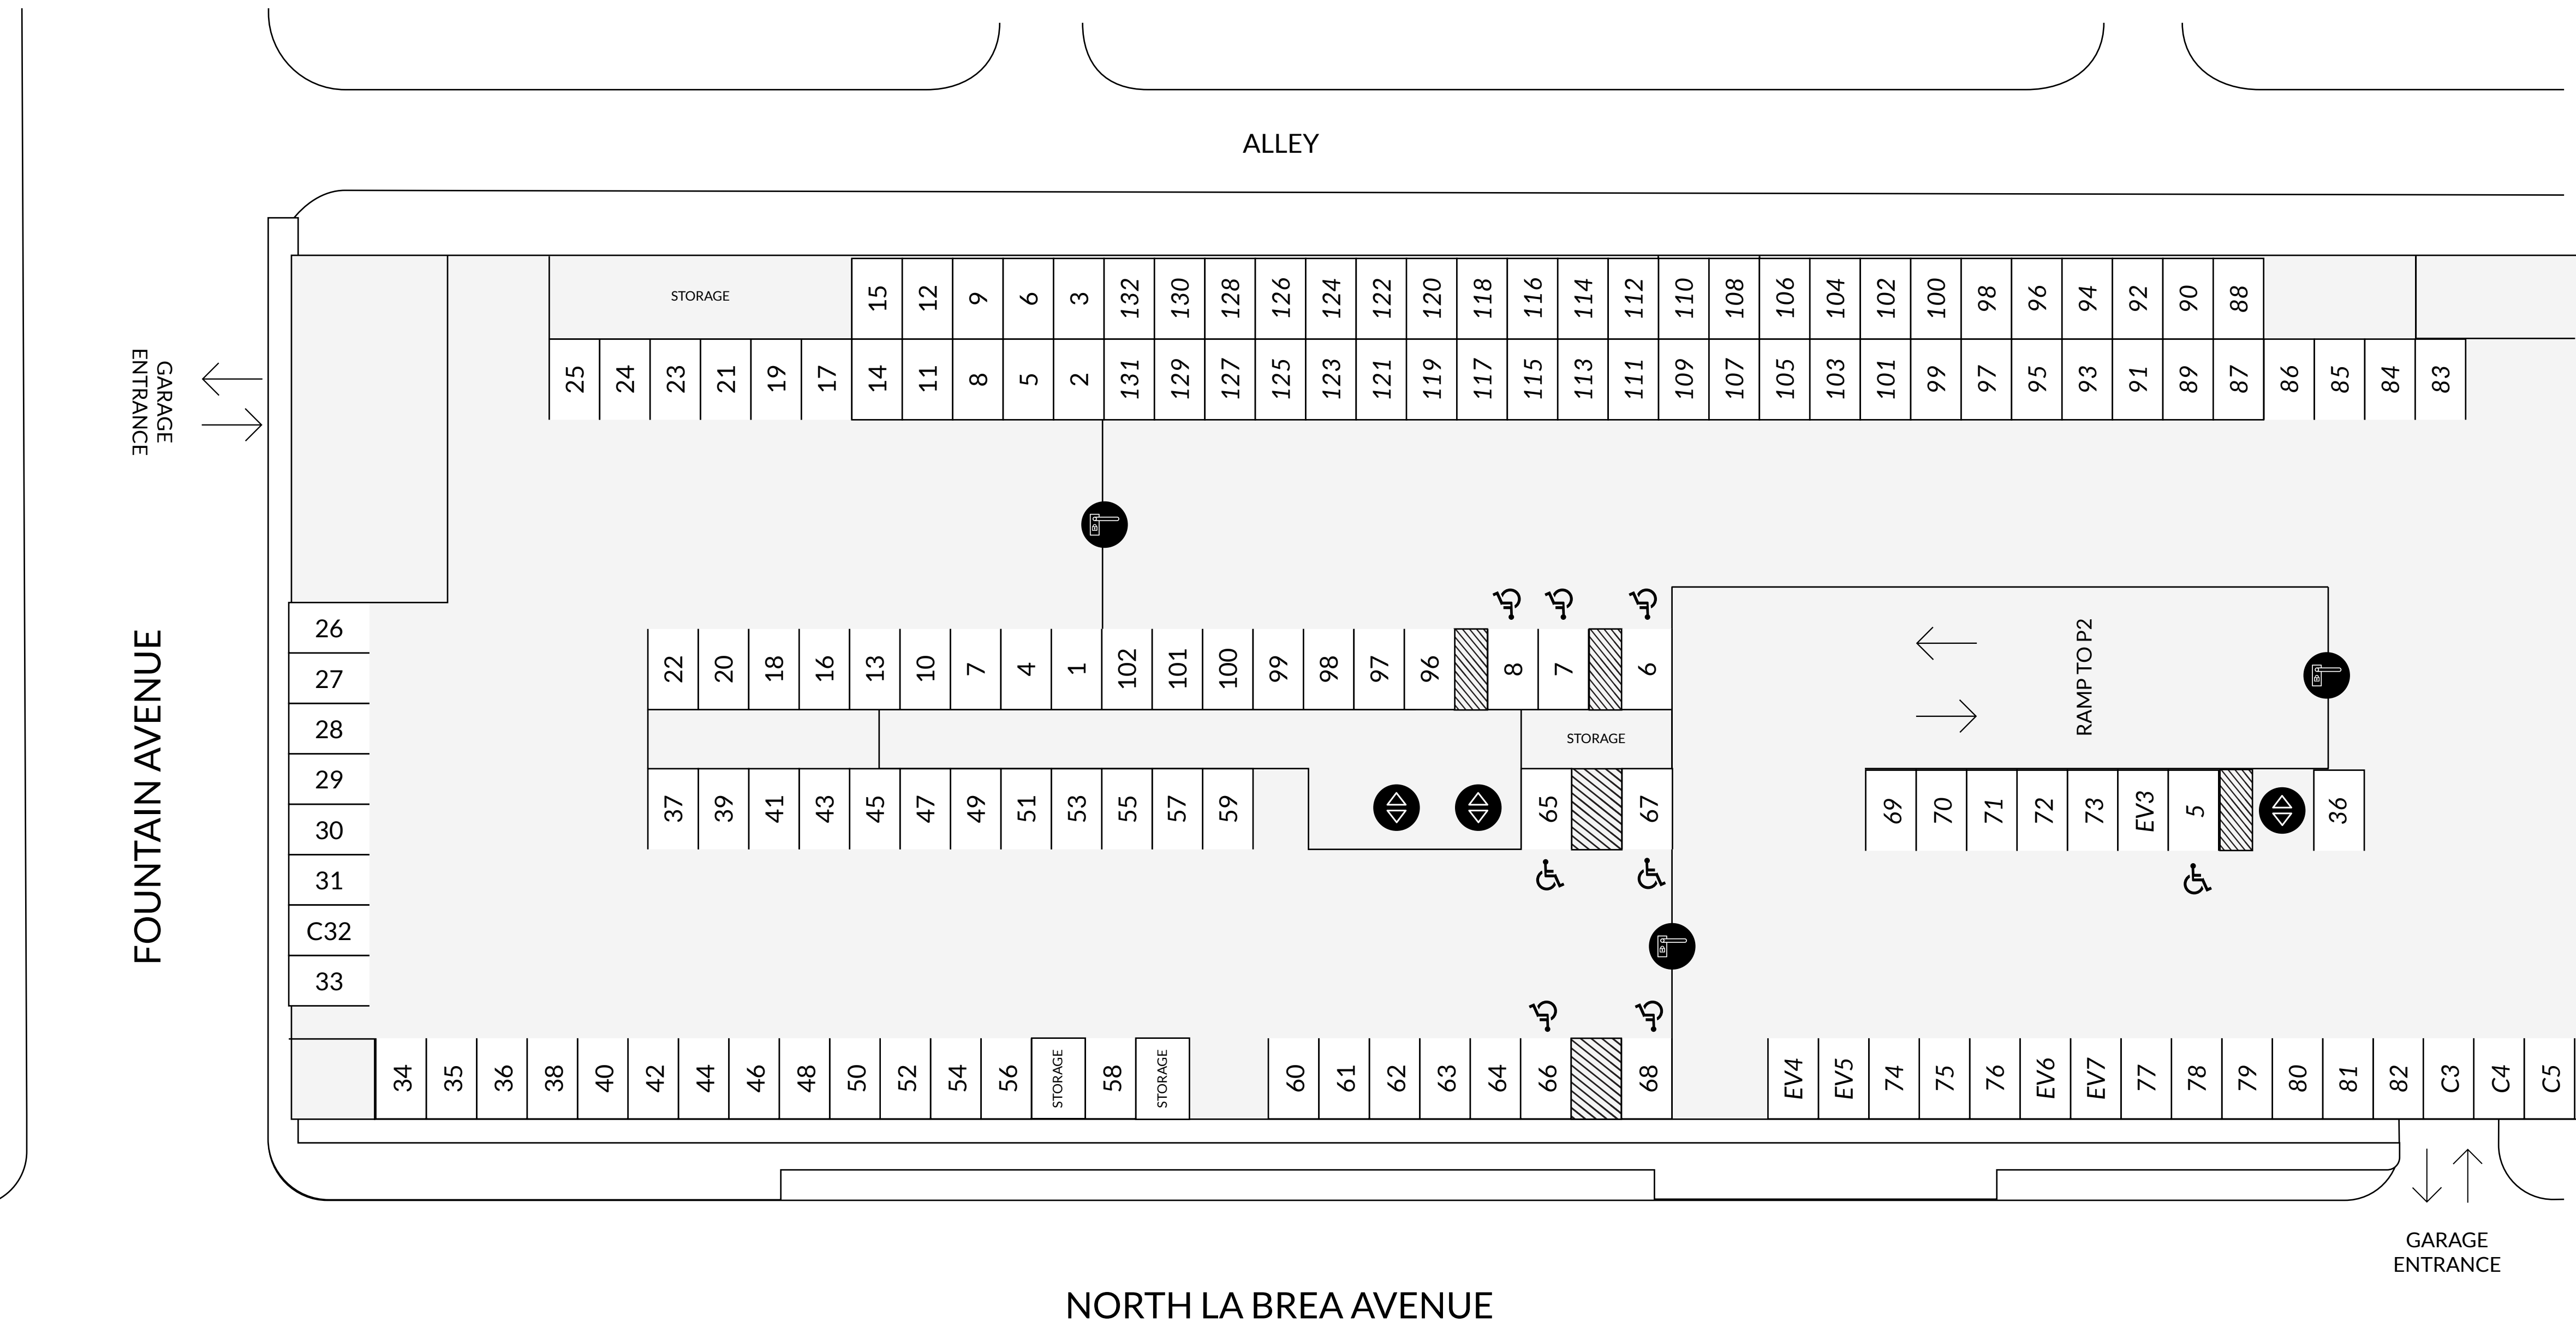 ALLEY
STORAGE
15 12 9 6 3 132 130 128 126 124 122 120 118 116 114 112 110 108 106 104 102 100 98 96 94 92 90 88
25 24 23 21 19 17 14 11 8 5 2 131 129 127 125 123 121 119 117 115 113 111 109 107 105 103 101 99 97 95 93 91 89 87 86 85 84 83
GARAGE
ENTRANCE
FOUNTAIN AVENUE
26
27
28
29
30
31
C32
33
22 20 18 16 13 10 7 4 1 102 101 100 99 98 97 96 8 7 6
RAMP TO P2
STORAGE
37 39 41 43 45 47 49 51 53 55 57 59 65 67
69 70 71 72 73 EV3 5 36
34 35 36 38 40 42 44 46 48 50 52 54 56 STORAGE 58 STORAGE 60 61 62 63 64 66 68
EV4 EV5 74 75 76 EV6 EV7 77 78 79 80 81 82 C3 C4 C5
GARAGE
ENTRANCE
NORTH LA BREA AVENUE